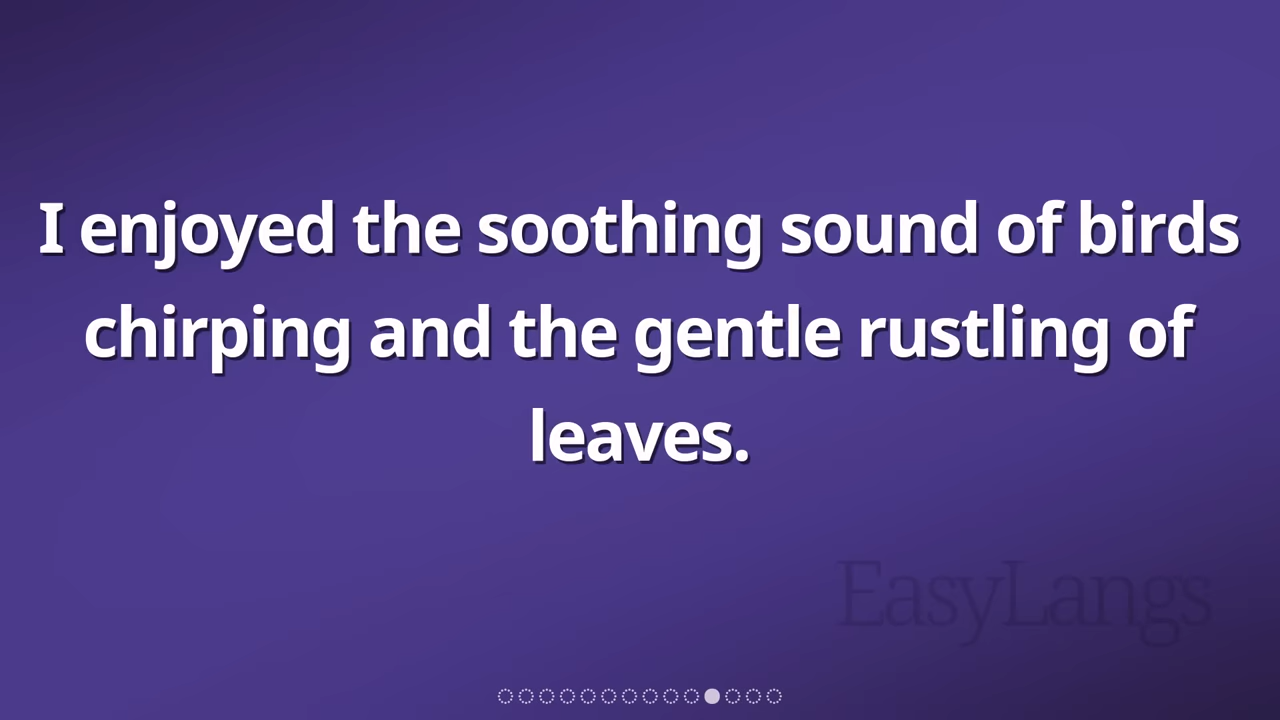 I enjoyed the soothing sound of birds
chirping and the gentle rustling of
leaves.
EasyLangs